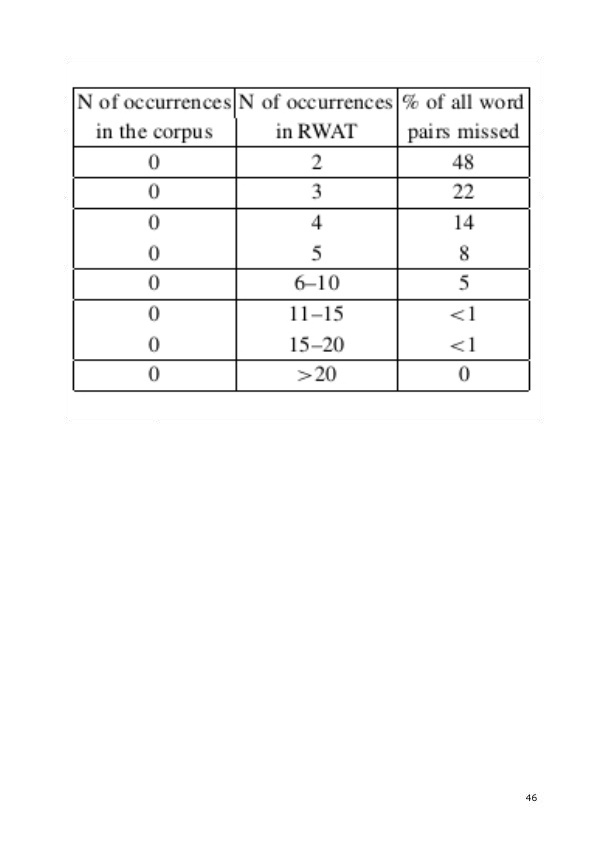 N of occurrences N of occurrences % of all word
in the corpus in RWAT pairs missed
0 2 48
0 3 22
0 4 14
0 5 8
0 6–10 5
0 11–15 <1
0 15–20 <1
0 >20 0
46